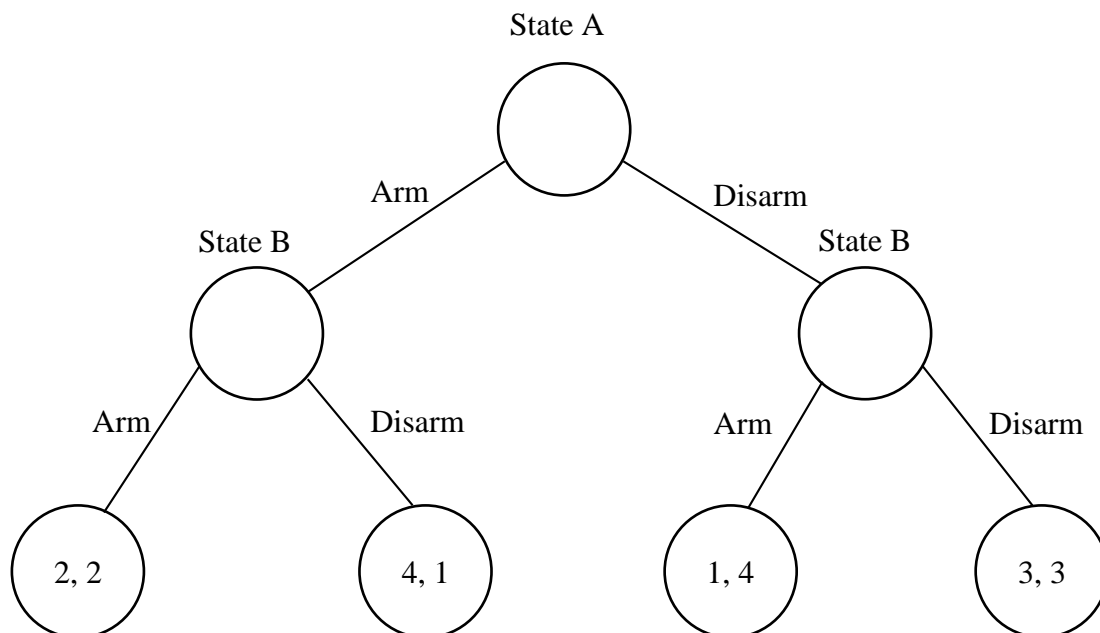 State A
Arm
Disarm
State B
State B
Arm
Disarm
Arm
Disarm
2, 2
4, 1
1, 4
3, 3